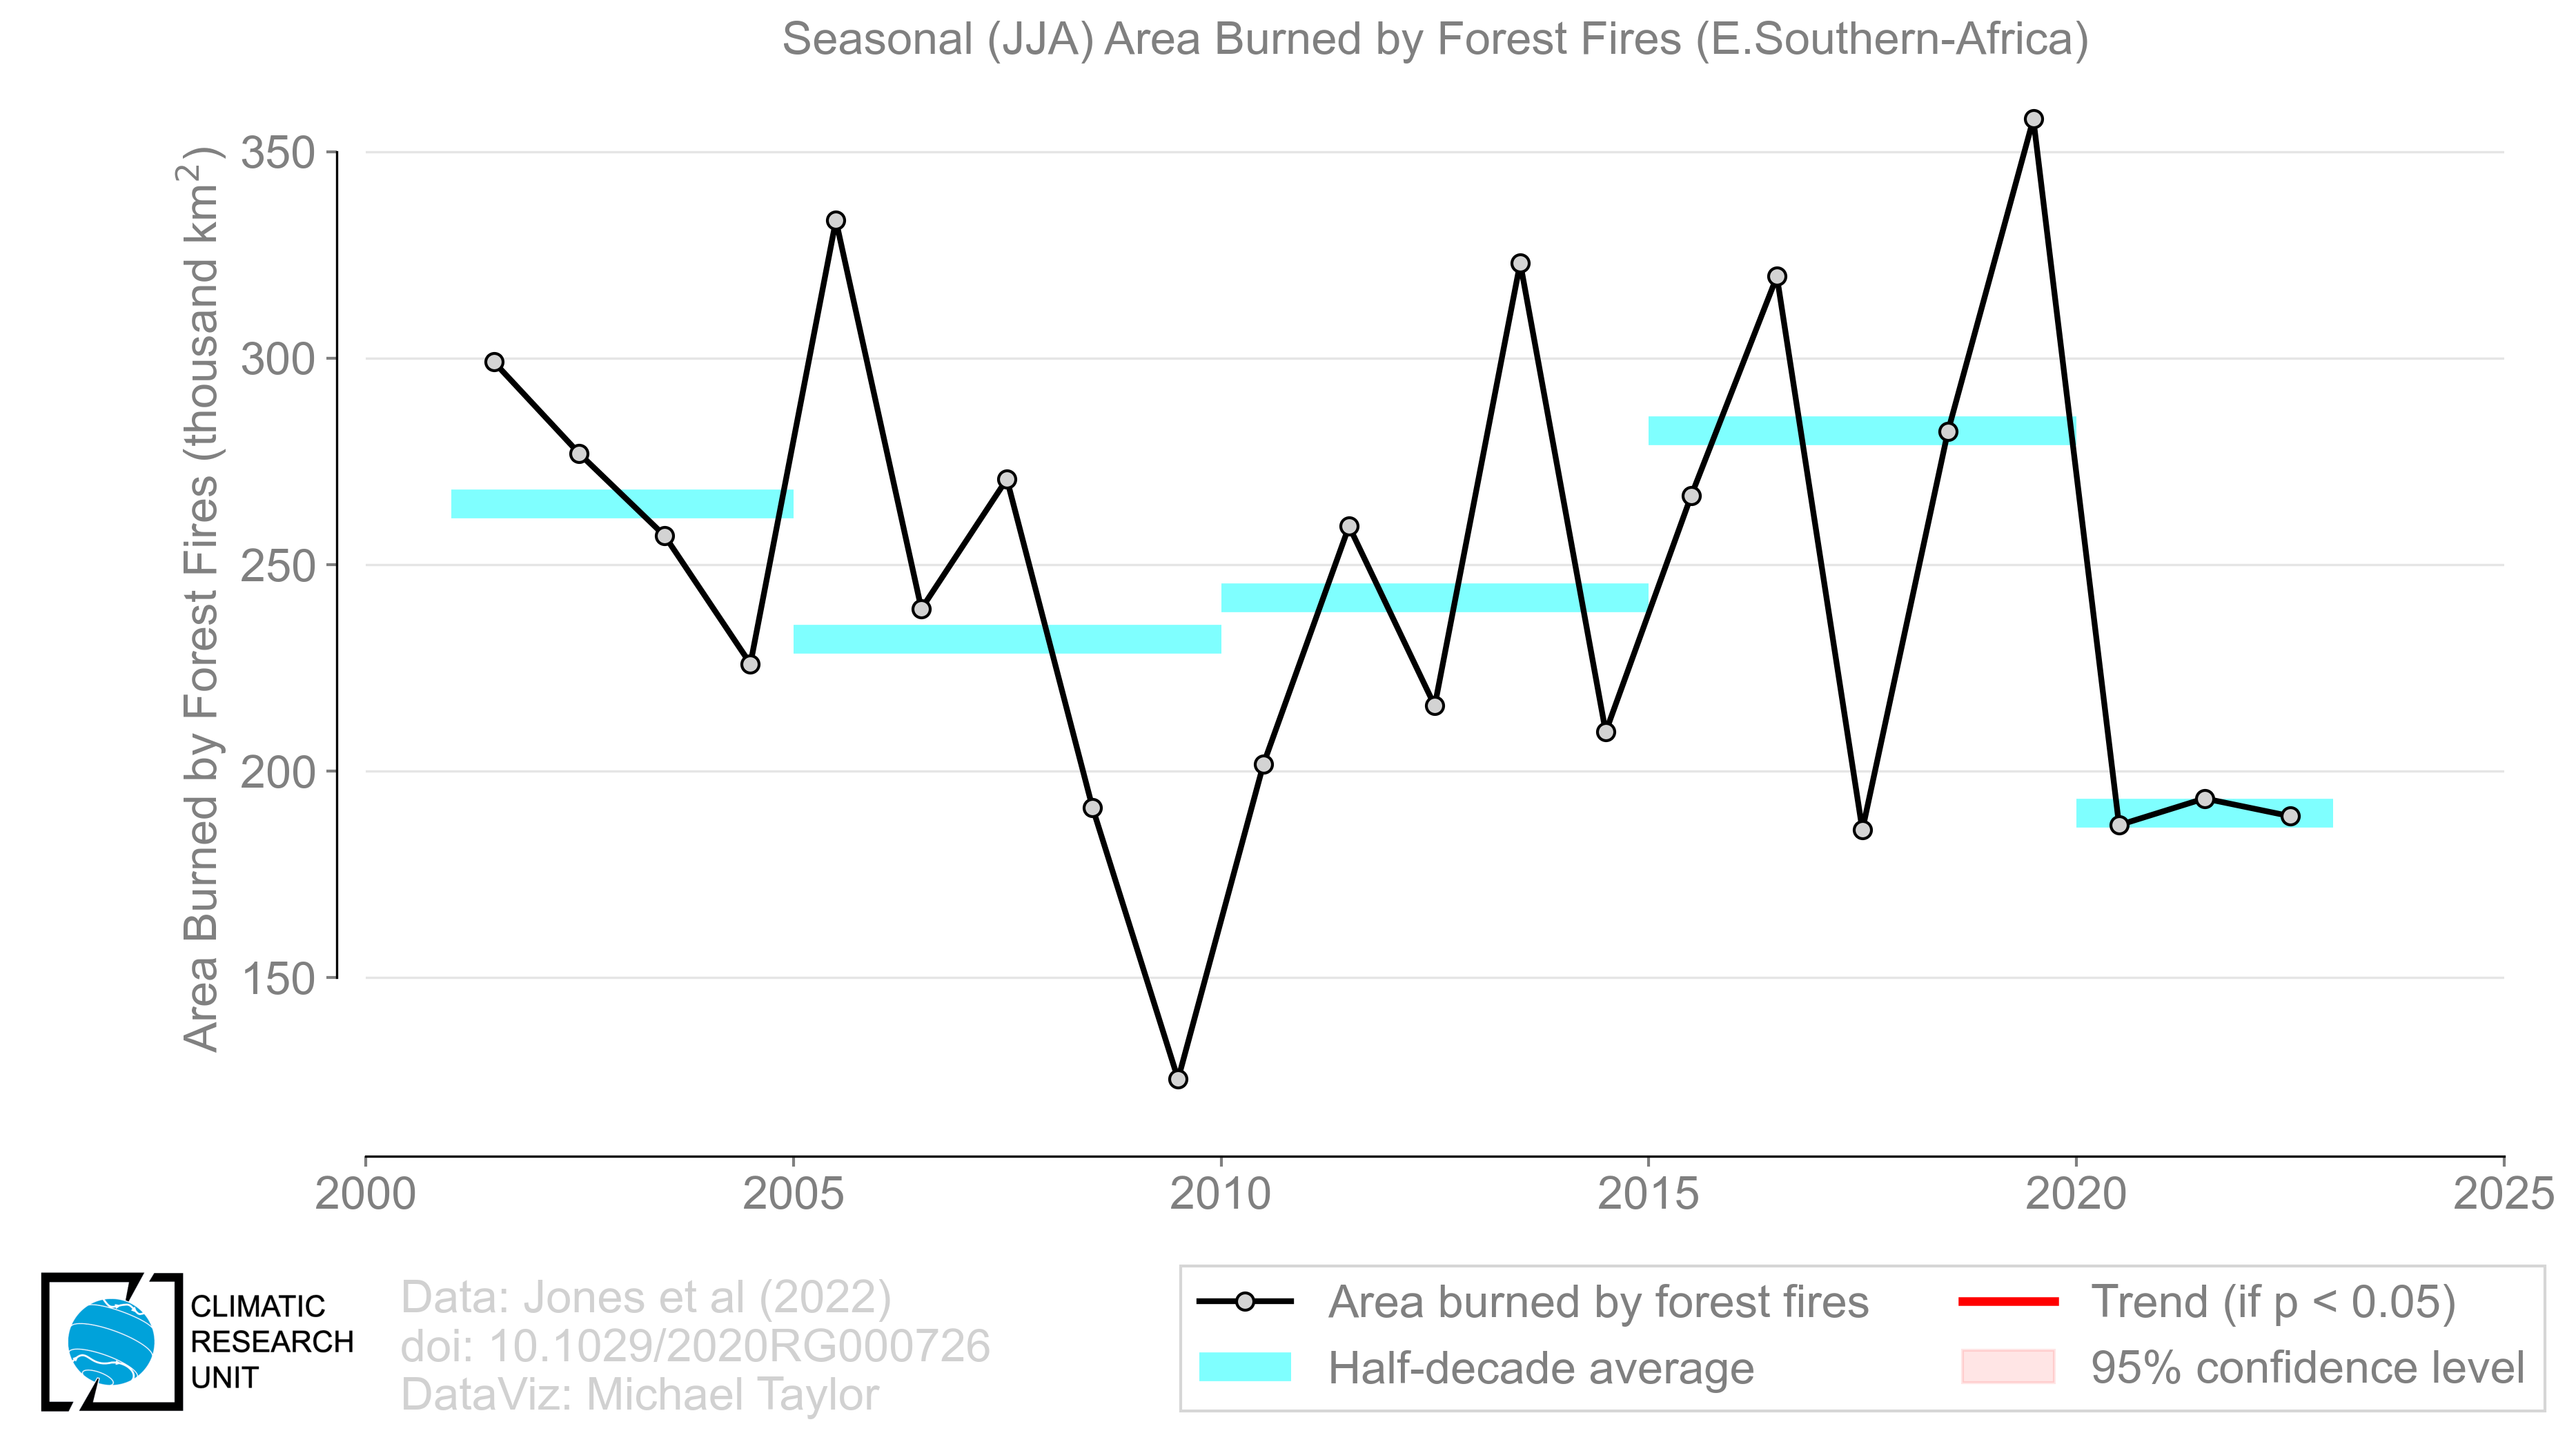 Seasonal (JJA) Area Burned by Forest Fires (E.Southern-Africa)
Area Burned by Forest Fires (thousand km²)
350
300
250
200
150
2000
2005
2010
2015
2020
2025
CLIMATIC
RESEARCH
UNIT
Data: Jones et al (2022)
doi: 10.1029/2020RG000726
DataViz: Michael Taylor
Area burned by forest fires
Half-decade average
Trend (if p < 0.05)
95% confidence level